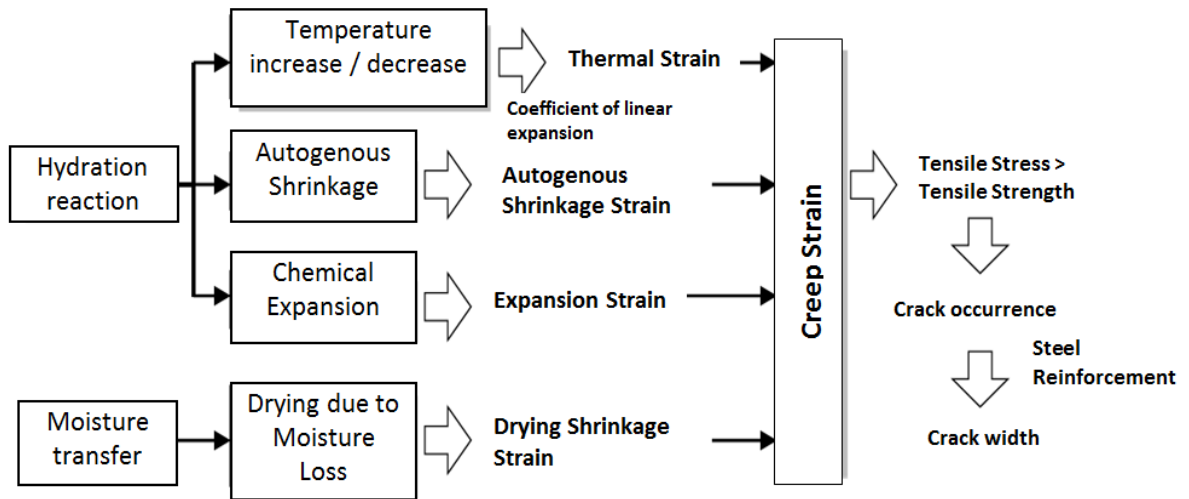 Temperature
increase / decrease
Thermal Strain
Coefficient of linear
expansion
Hydration
reaction
Autogenous
Shrinkage
Autogenous
Shrinkage Strain
Chemical
Expansion
Expansion Strain
Moisture
transfer
Drying due to
Moisture
Loss
Drying Shrinkage
Strain
Creep Strain
Tensile Stress >
Tensile Strength
Crack occurrence
Steel
Reinforcement
Crack width